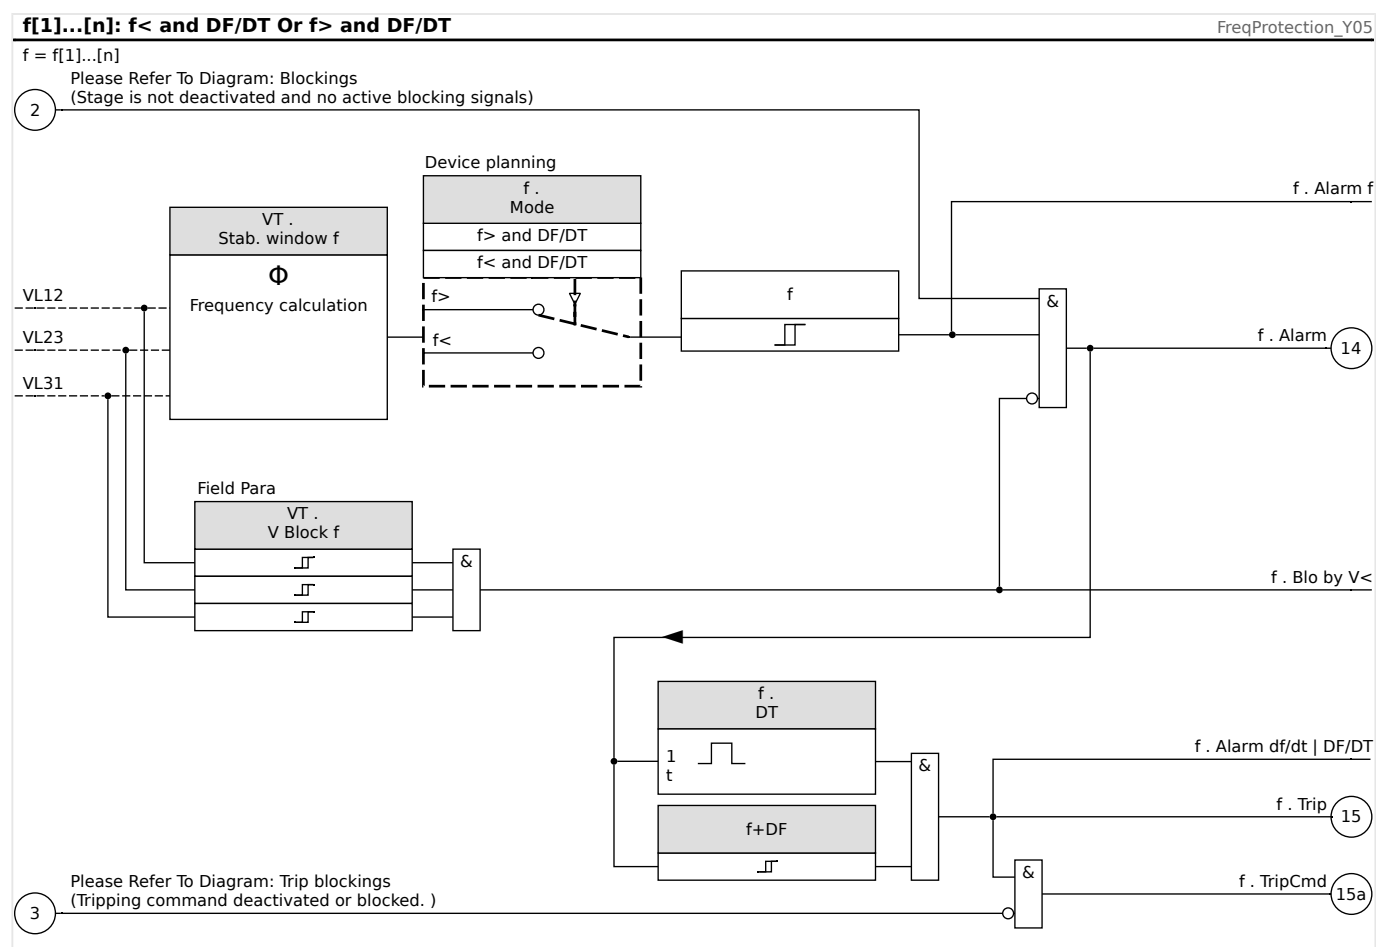 f[1]...[n]: f< and DF/DT Or f> and DF/DT
FreqProtection_Y05
f = f[1]...[n]
Please Refer To Diagram: Blockings
(Stage is not deactivated and no active blocking signals)
2
Device planning
f .
Mode
f> and DF/DT
f< and DF/DT
f . Alarm f
VT .
Stab. window f
Φ
Frequency calculation
VL12
VL23
VL31
f>
f<
f
&
f . Alarm
14
Field Para
VT .
V Block f
&
f . Blo by V<
f .
DT
1
t
&
f+DF
f . Alarm df/dt | DF/DT
f . Trip
15
&
f . TripCmd
15a
Please Refer To Diagram: Trip blockings
(Tripping command deactivated or blocked. )
3